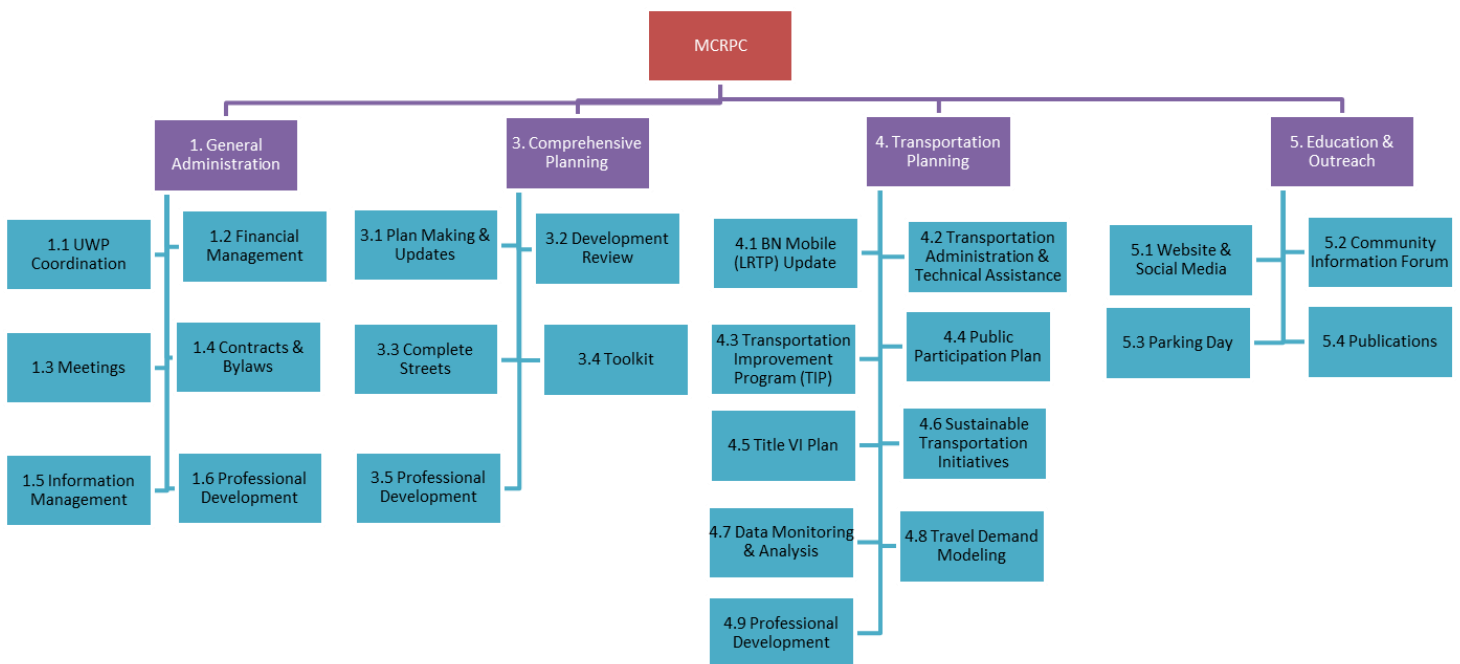 MCRPC
1. General
Administration
3. Comprehensive
Planning
4. Transportation
Planning
5. Education &
Outreach
1.1 UWP
Coordination
1.2 Financial
Management
1.3 Meetings
1.4 Contracts &
Bylaws
1.5 Information
Management
1.6 Professional
Development
3.1 Plan Making &
Updates
3.2 Development
Review
3.3 Complete
Streets
3.4 Toolkit
3.5 Professional
Development
4.1 BN Mobile
(LRTP) Update
4.2 Transportation
Administration &
Technical Assistance
4.3 Transportation
Improvement
Program (TIP)
4.4 Public
Participation Plan
4.5 Title VI Plan
4.6 Sustainable
Transportation
Initiatives
4.7 Data Monitoring
& Analysis
4.8 Travel Demand
Modeling
4.9 Professional
Development
5.1 Website &
Social Media
5.2 Community
Information Forum
5.3 Parking Day
5.4 Publications